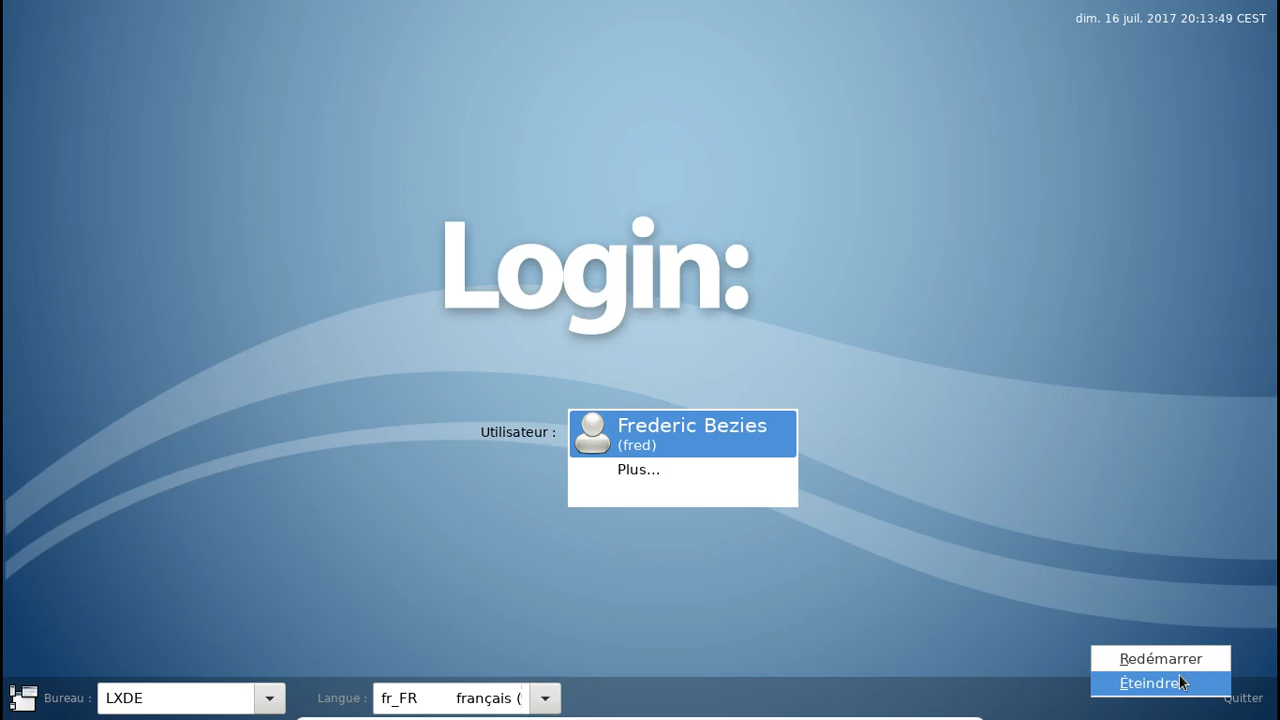 dim. 16 juil. 2017 20:13:49 CEST
Login:
Utilisateur :
Frederic Bezies
(fred)
Plus...
Redémarrer
Éteindre
Bureau :
LXDE
Langue :
fr_FR français (
Quitter